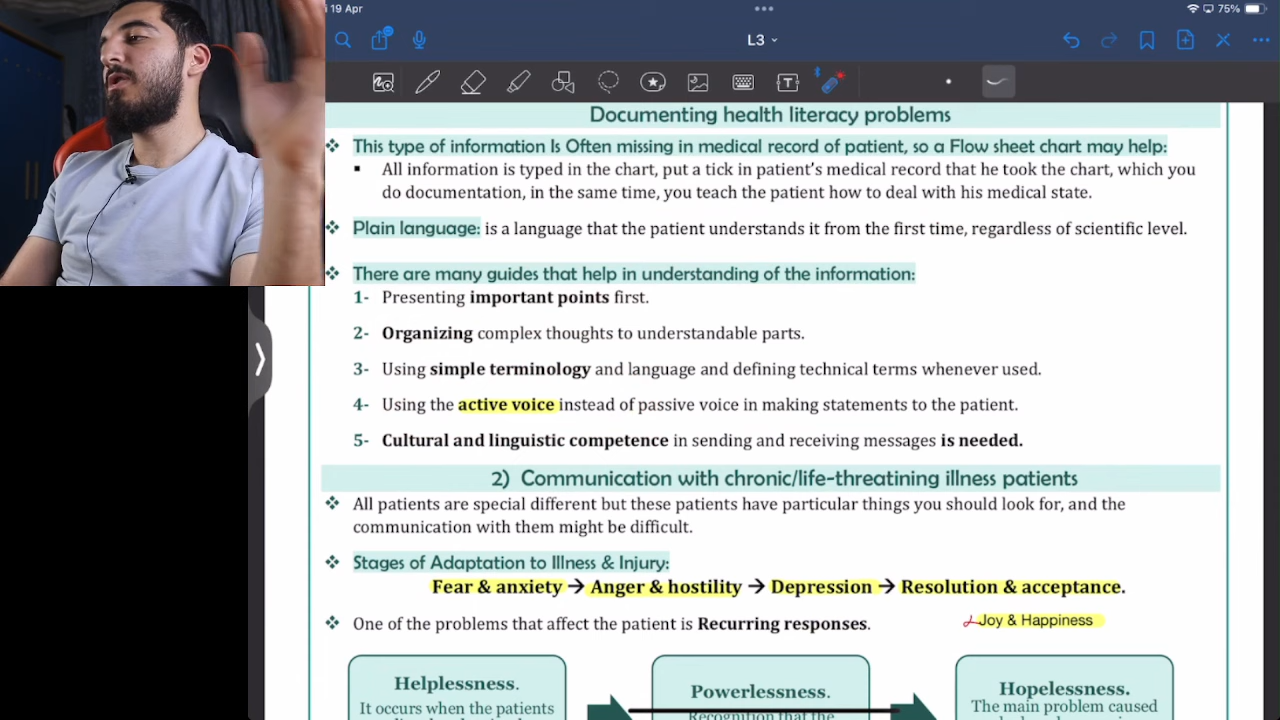 19 Apr
75%
L3
Documenting health literacy problems
❖ This type of information Is Often missing in medical record of patient, so a Flow sheet chart may help:
▪ All information is typed in the chart, put a tick in patient's medical record that he took the chart, which you
do documentation, in the same time, you teach the patient how to deal with his medical state.
❖ Plain language: is a language that the patient understands it from the first time, regardless of scientific level.
❖ There are many guides that help in understanding of the information:
1- Presenting important points first.
2- Organizing complex thoughts to understandable parts.
3- Using simple terminology and language and defining technical terms whenever used.
4- Using the active voice instead of passive voice in making statements to the patient.
5- Cultural and linguistic competence in sending and receiving messages is needed.
2) Communication with chronic/life-threatining illness patients
❖ All patients are special different but these patients have particular things you should look for, and the
communication with them might be difficult.
❖ Stages of Adaptation to Illness & Injury:
Fear & anxiety → Anger & hostility → Depression → Resolution & acceptance.
❖ One of the problems that affect the patient is Recurring responses.
Joy & Happiness
Helplessness.
It occurs when the patients
Powerlessness.
Recognition that the
Hopelessness.
The main problem caused